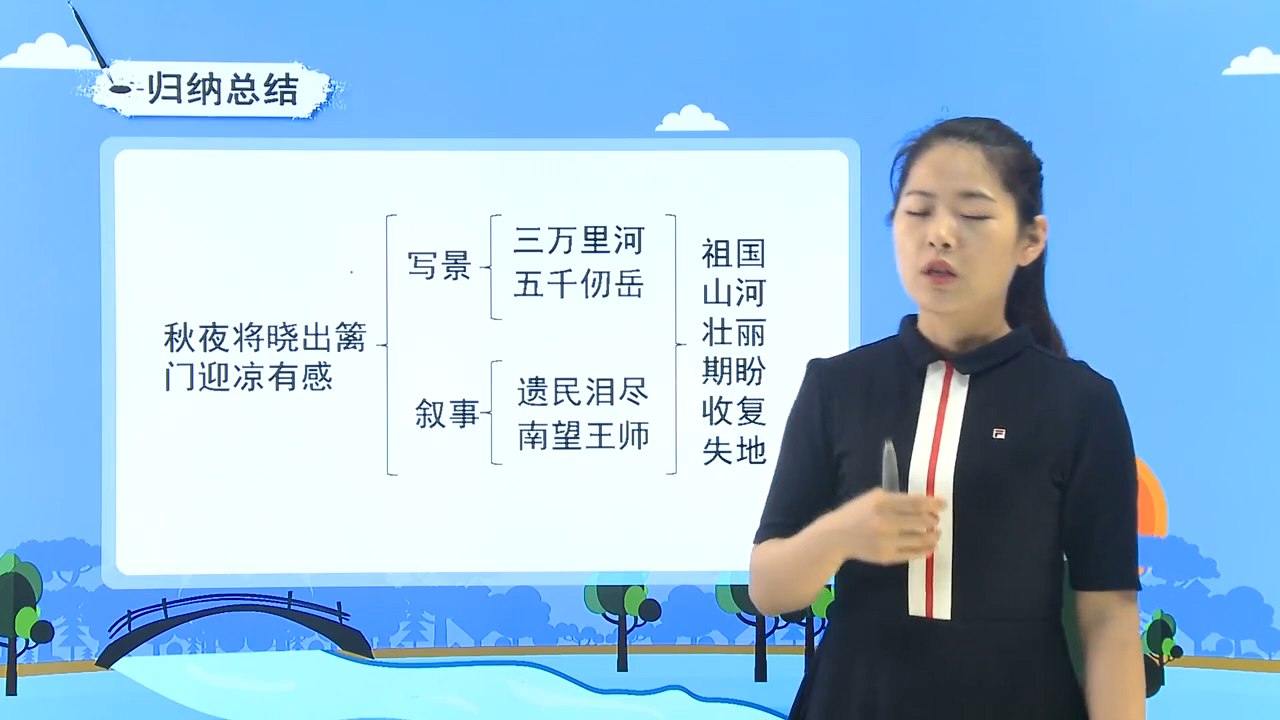 归纳总结
秋夜将晓出篱
门迎凉有感
写景
三万里河
五千仞岳
叙事
遗民泪尽
南望王师
祖国
山河
壮丽
期盼
收复
失地